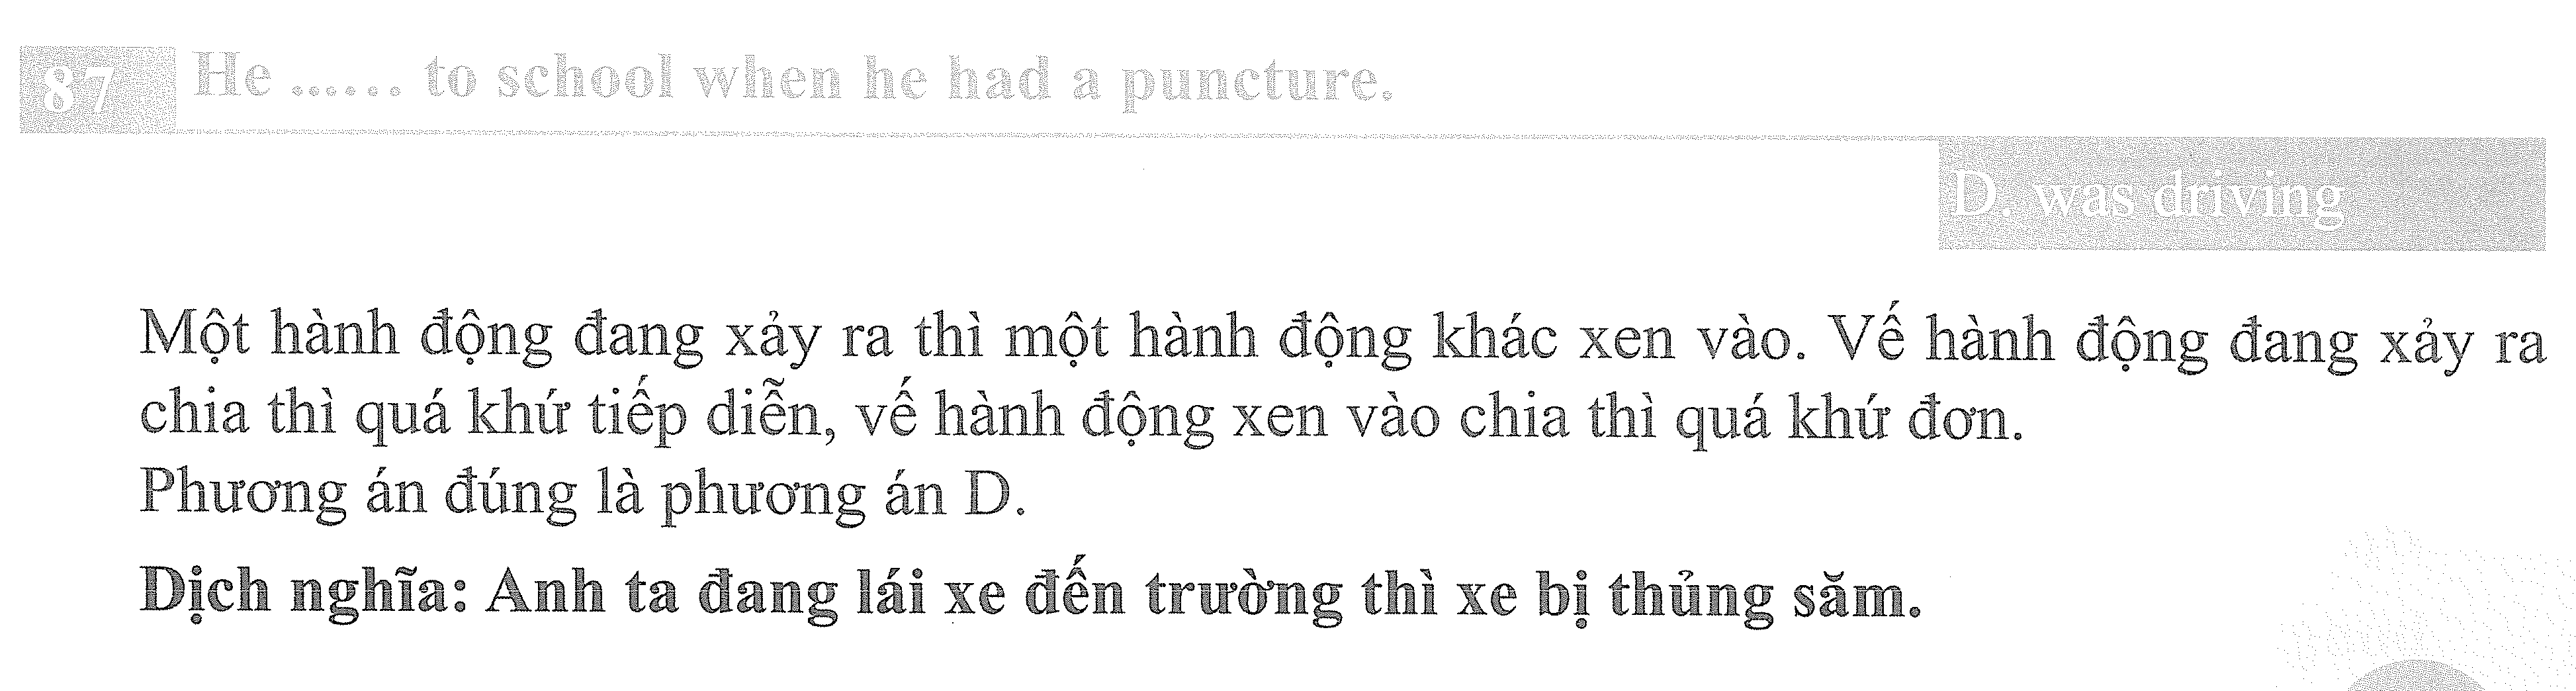 87 He ...... to school when he had a puncture.
D. was driving
Một hành động đang xảy ra thì một hành động khác xen vào. Vế hành động đang xảy ra
chia thì quá khứ tiếp diễn, vế hành động xen vào chia thì quá khứ đơn.
Phương án đúng là phương án D.
Dịch nghĩa: Anh ta đang lái xe đến trường thì xe bị thủng săm.